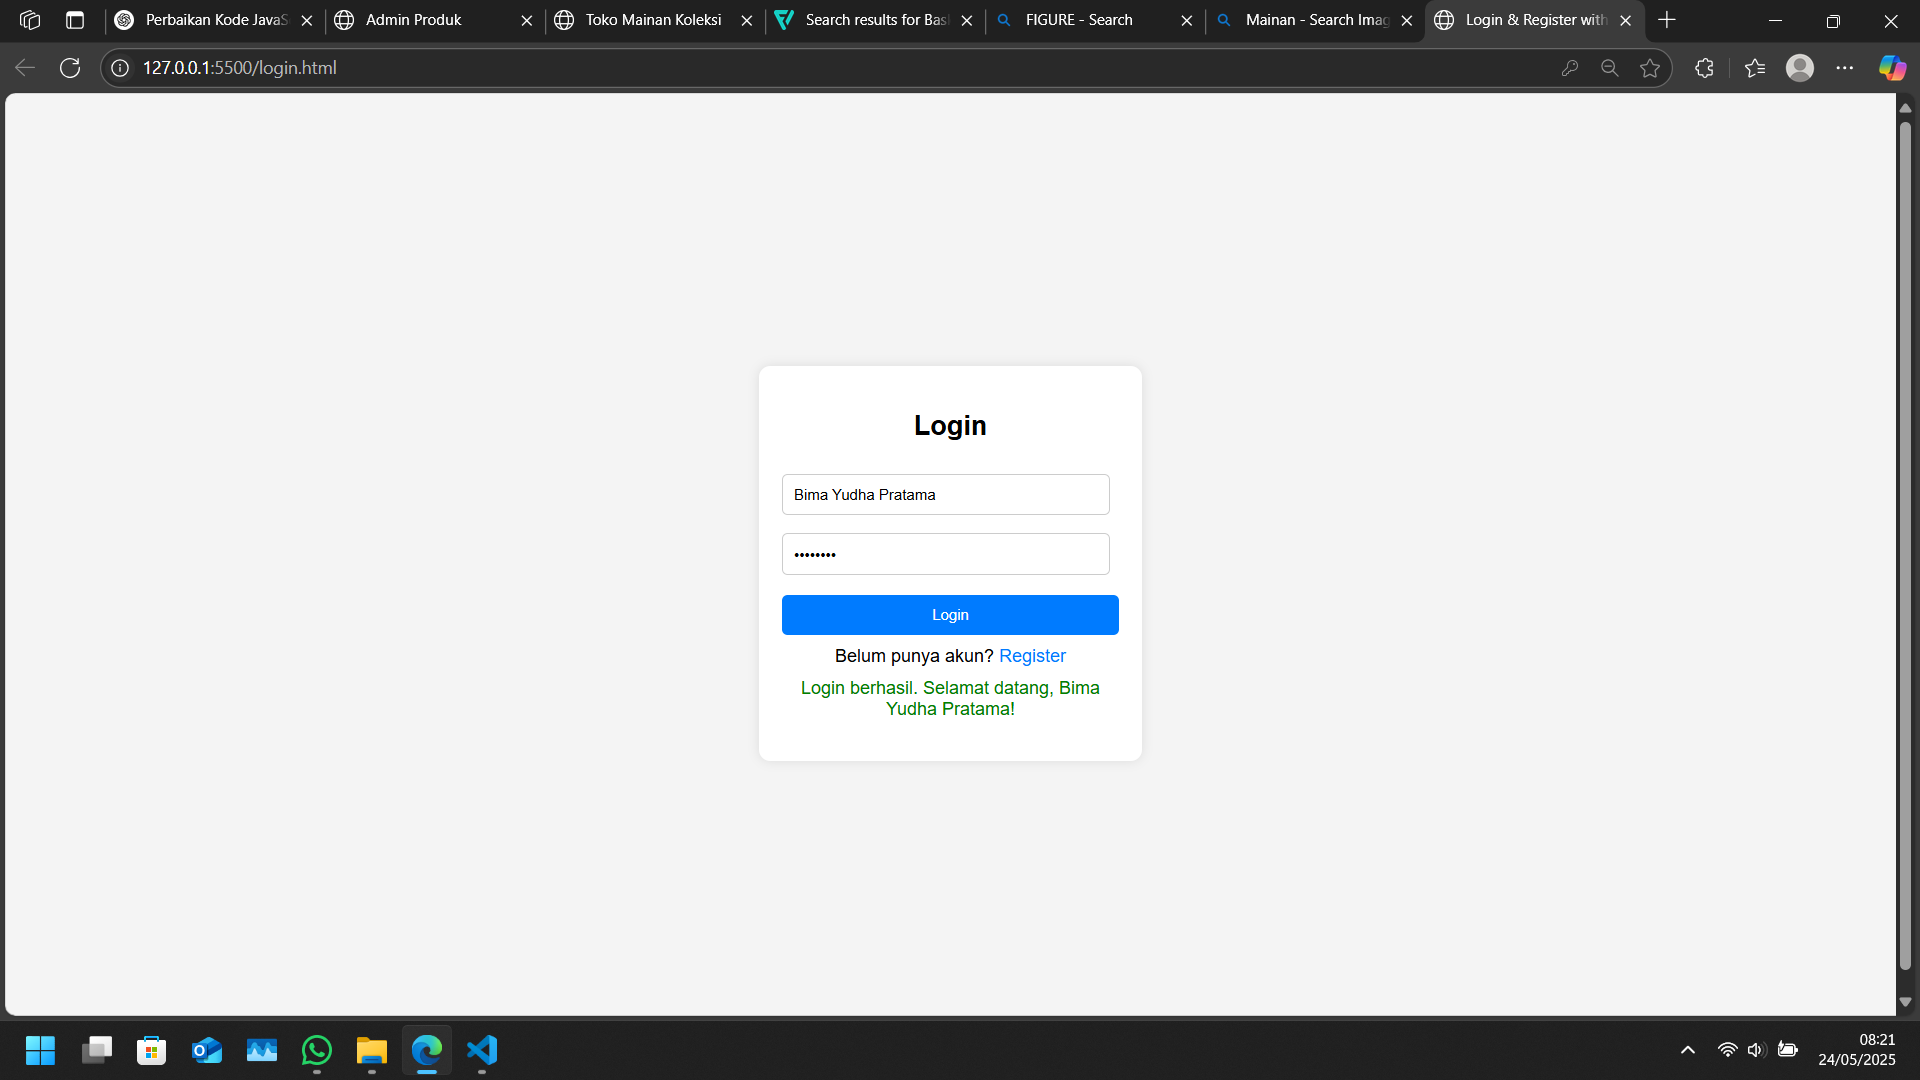 Perbaikan Kode JavaS
Admin Produk
Toko Mainan Koleksi
Search results for Bas
FIGURE - Search
Mainan - Search Imag
Login & Register with
127.0.0.1:5500/login.html
Login
Bima Yudha Pratama
••••••••
Login
Belum punya akun? Register
Login berhasil. Selamat datang, Bima
Yudha Pratama!
08:21
24/05/2025